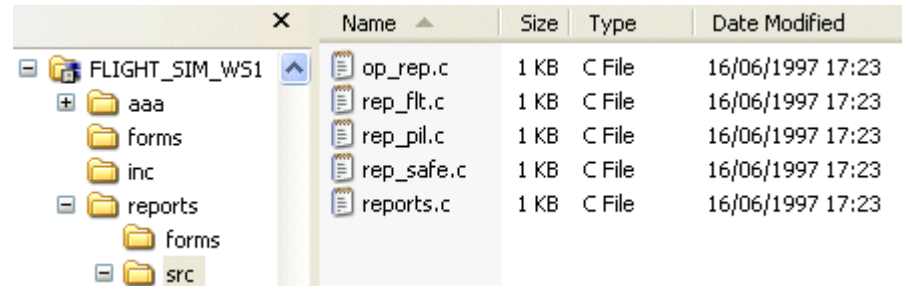 FLIGHT_SIM_WS1
aaa
forms
inc
reports
forms
src
Name Size Type Date Modified
op_rep.c 1 KB C File 16/06/1997 17:23
rep_flt.c 1 KB C File 16/06/1997 17:23
rep_pil.c 1 KB C File 16/06/1997 17:23
rep_safe.c 1 KB C File 16/06/1997 17:23
reports.c 1 KB C File 16/06/1997 17:23